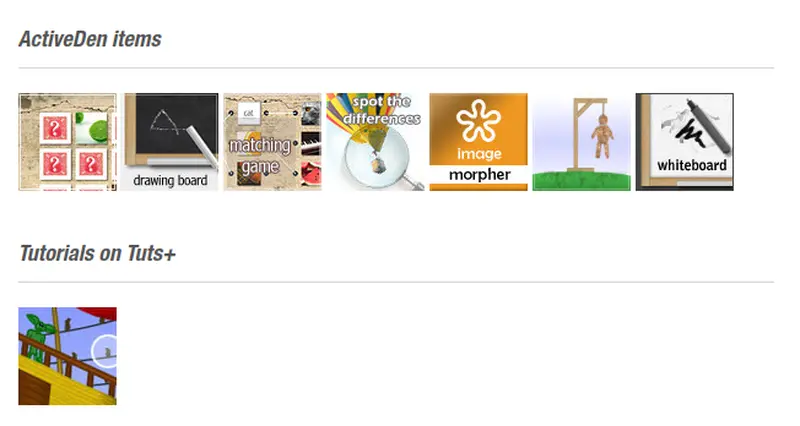 ActiveDen items
? 
? ?
drawing board
cat
matching
game
spot the
differences
image
morpher
whiteboard
Tutorials on Tuts+